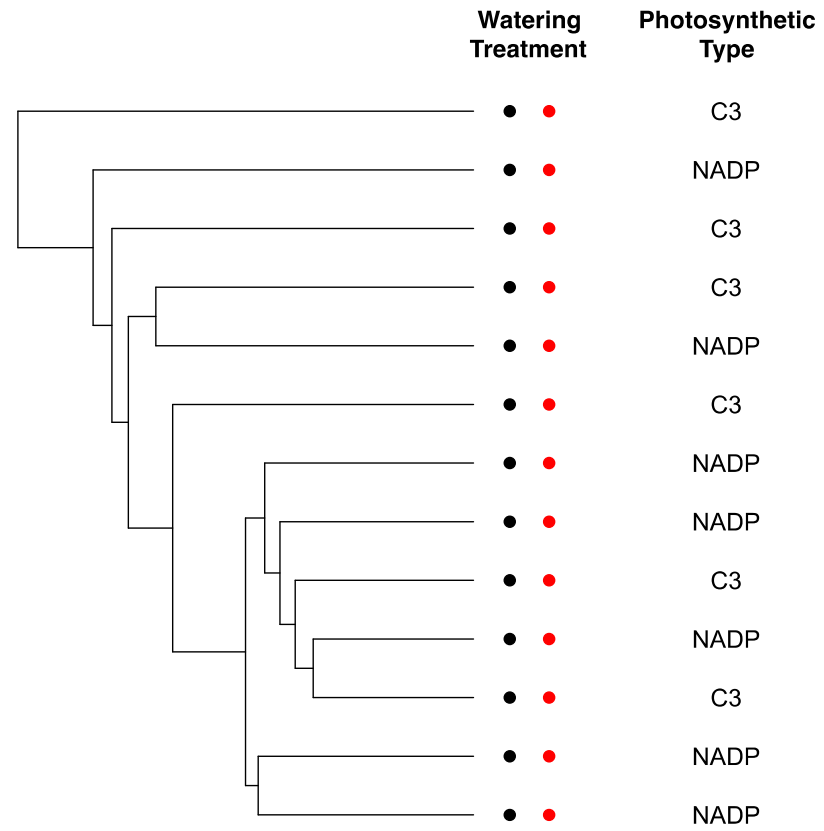 Watering Photosynthetic
Treatment Type
C3
NADP
C3
C3
NADP
C3
NADP
NADP
C3
NADP
C3
NADP
NADP